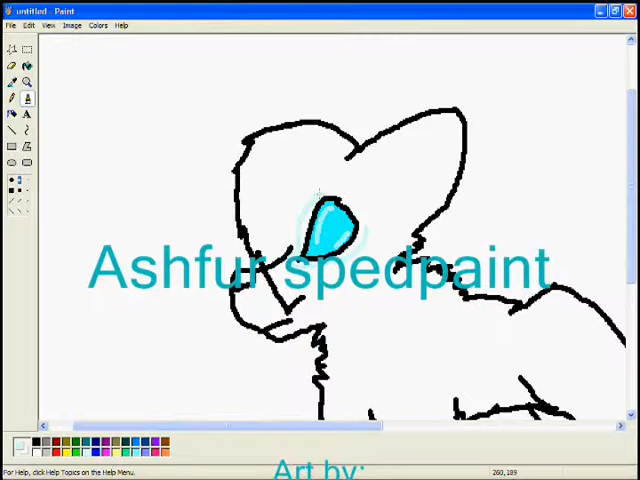 untitled - Paint
File Edit View Image Colors Help
Ashfur spedpaint
Art by:
For Help, click Help Topics on the Help Menu.
260,189